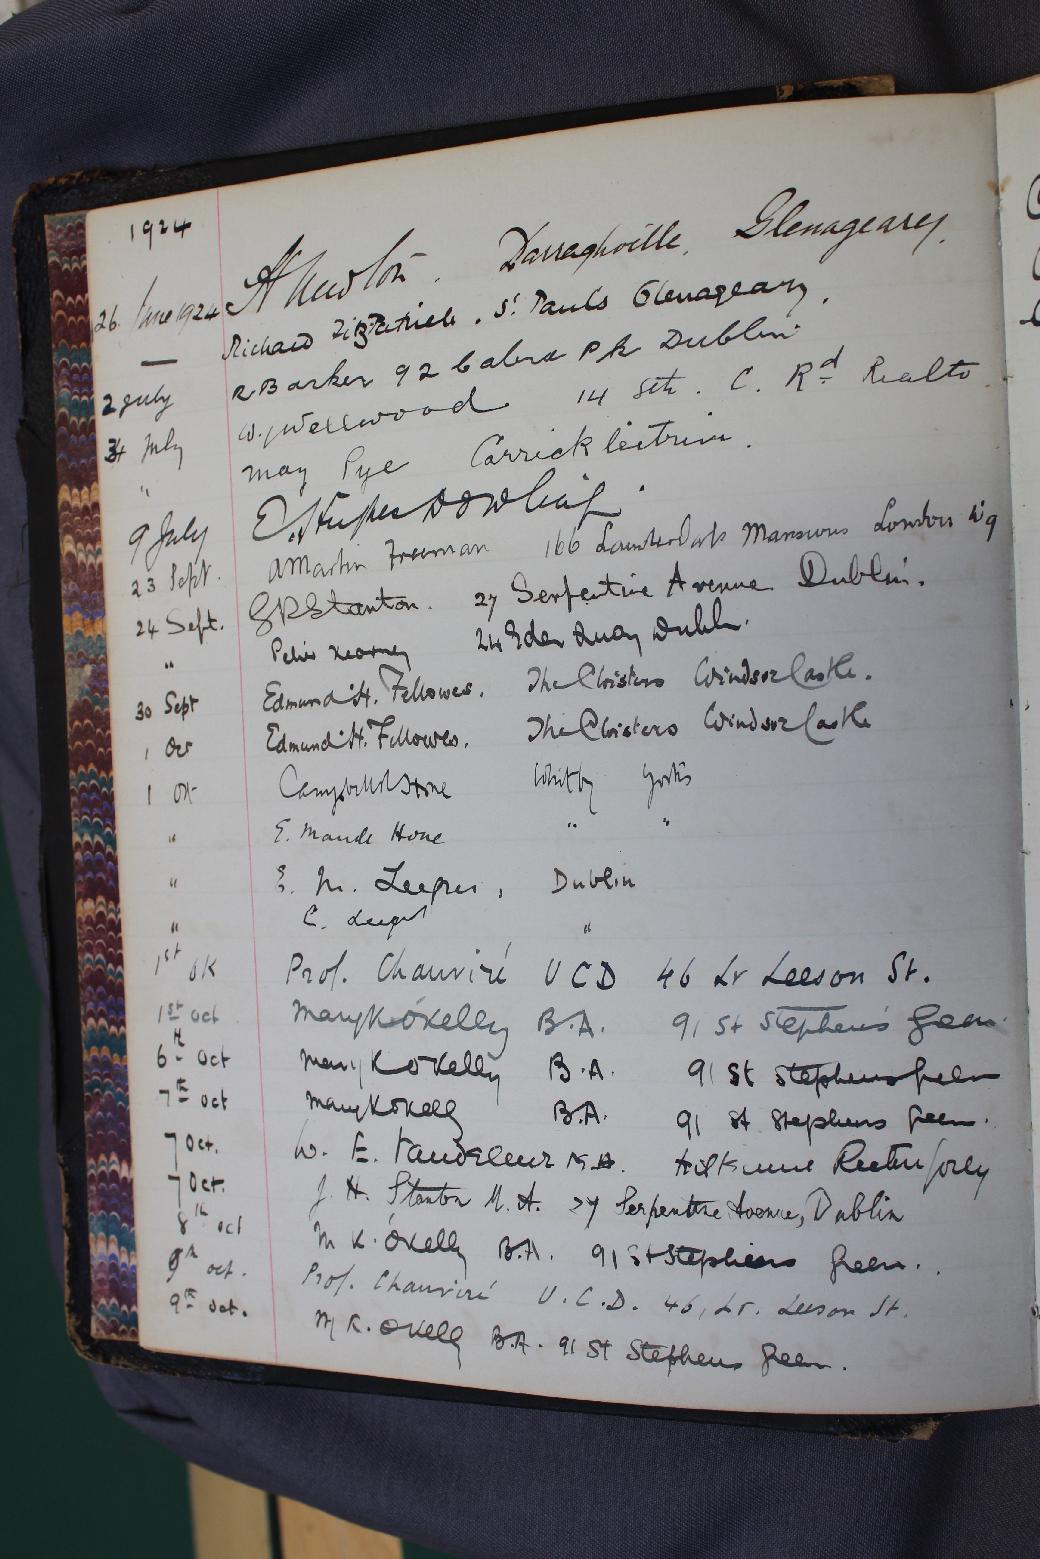 1924
26 June 1924 A Newton. Darraghville, Glenageary.
— Richard Fitzpatrick. St Pauls Glenageary.
2 July R Barker 92 Cabra Pk Dublin
34 July W. J. Wellwood 14 Sth. C. Rd Rialto
" May Pye Carrick Leitrim.
9 July E. Hughes Dowling.
23 Sept. A Martin Freeman 166 Lauderdale Mansions London W9
24 Sept. G P Stanton. 27 Serpentine Avenue Dublin.
" Peter Kearney 24 Eden Quay Dublin.
30 Sept Edmund H. Fellowes. The Cloisters Windsor Castle.
1 Oct Edmund H. Fellowes. The Cloisters Windsor Castle
1 Oct Campbell Hone Whitby Yorks
" E. Maude Hone " "
" E. M. Leeper, Dublin
" C. Leeper "
1st Oct Prof. Chauviré UCD 46 Lr Leeson St.
1st Oct Mary K O'Kelly B.A. 91 St Stephen's Green.
6th Oct Mary K O'Kelly B.A. 91 St Stephens Green
7th Oct Mary K O'Kelly B.A. 91 St Stephens Green.
7 Oct. W. E. Vandeleur M.A. Rectory
7 Oct. J. H. Stanton M.A. 27 Serpentine Avenue, Dublin
8th Oct M K. O'Kelly B.A. 91 St Stephens Green.
9th Oct. Prof. Chauviré U.C.D. 46, Lr. Leeson St.
9th Oct. M K. O'Kelly B.A. 91 St Stephens Green.